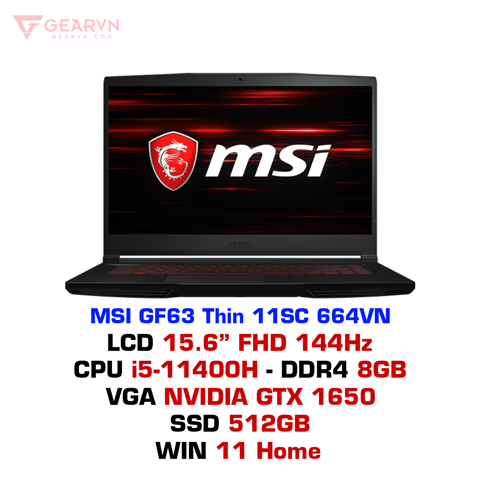 GEARVN
GEARVN.COM
msi
msi
MSI GF63 Thin 11SC 664VN
LCD 15.6” FHD 144Hz
CPU i5-11400H - DDR4 8GB
VGA NVIDIA GTX 1650
SSD 512GB
WIN 11 Home